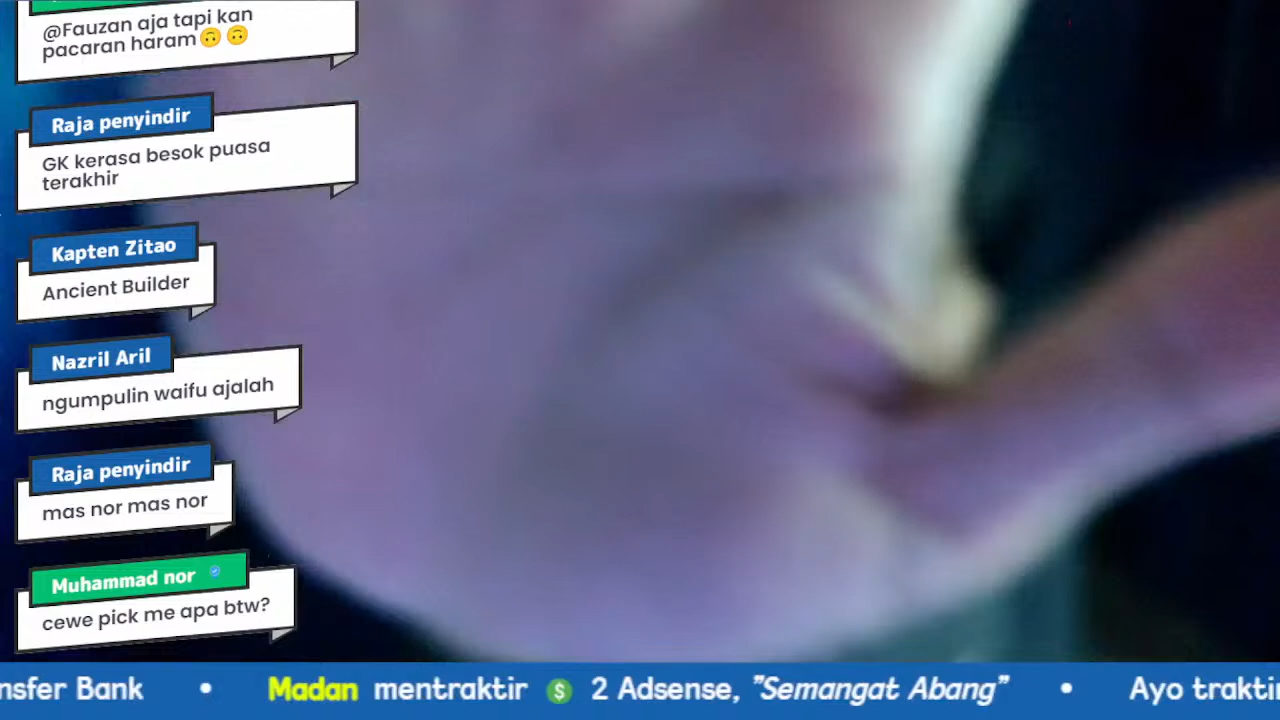 @Fauzan aja tapi kan
pacaran haram🙃 🙃
Raja penyindir
GK kerasa besok puasa
terakhir
Kapten Zitao
Ancient Builder
Nazril Aril
ngumpulin waifu ajalah
Raja penyindir
mas nor mas nor
Muhammad nor
cewe pick me apa btw?
nsfer Bank • Madan mentraktir $ 2 Adsense, "Semangat Abang" • Ayo trakti